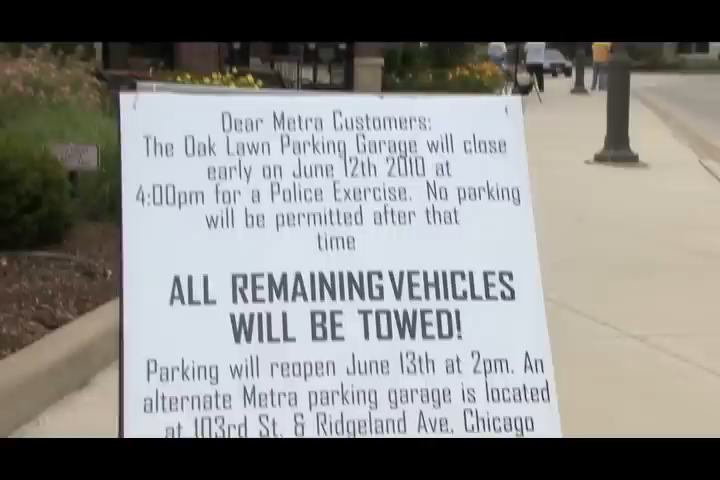 Dear Metra Customers:
The Oak Lawn Parking Garage will close
early on June 12th 2010 at
4:00pm for a Police Exercise. No parking
will be permitted after that
time
ALL REMAINING VEHICLES
WILL BE TOWED!
Parking will reopen June 13th at 2pm. An
alternate Metra parking garage is located
at 103rd St. & Ridgeland Ave, Chicago